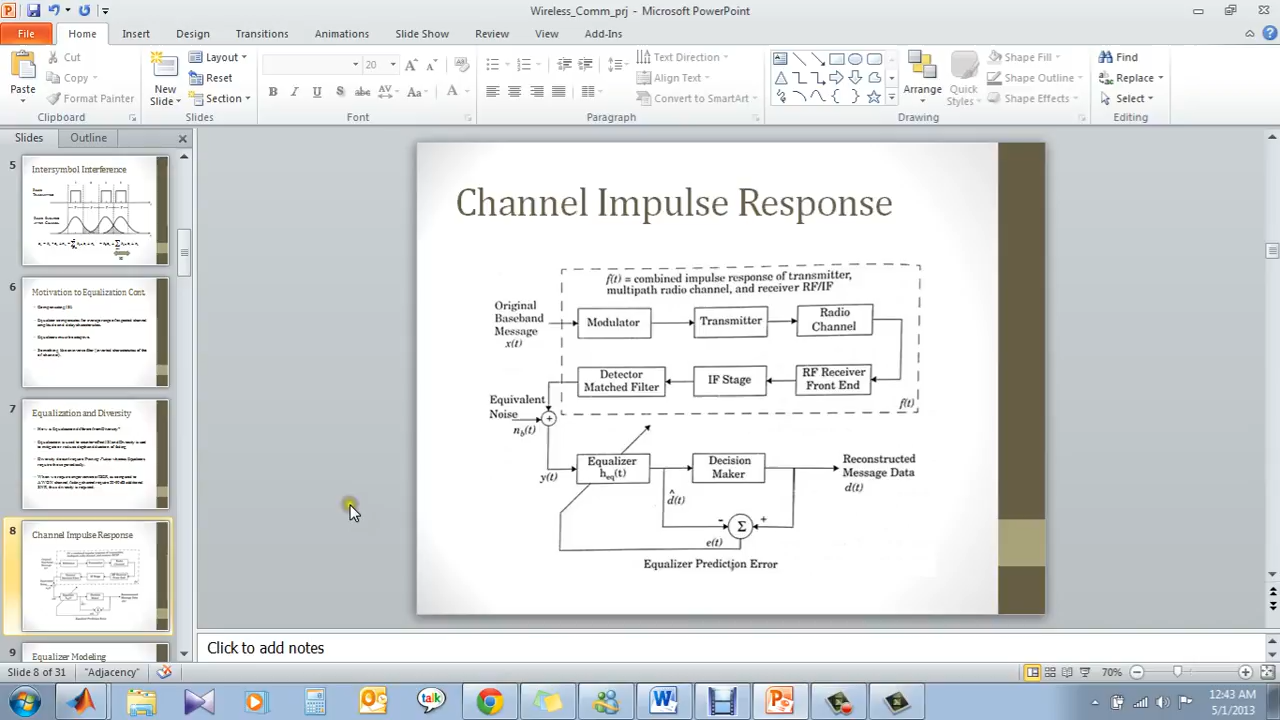 Wireless_Comm_prj - Microsoft PowerPoint
File Home Insert Design Transitions Animations Slide Show Review View Add-Ins
Paste
Cut
Copy
Format Painter
Clipboard
New Slide
Layout
Reset
Section
Slides
20
Font
Text Direction
Align Text
Convert to SmartArt
Paragraph
Arrange
Quick Styles
Shape Fill
Shape Outline
Shape Effects
Drawing
Find
Replace
Select
Editing
Slides Outline
5
Intersymbol Interference
6
Motivation to Equalization Cont.
7
Equalization and Diversity
8
Channel Impulse Response
9
Equalizer Modeling
Channel Impulse Response
f(t) = combined impulse response of transmitter,
multipath radio channel, and receiver RF/IF
Original
Baseband
Message
x(t)
Modulator
Transmitter
Radio
Channel
Detector
Matched Filter
IF Stage
RF Receiver
Front End
f(t)
Equivalent
Noise
n_b(t)
+
y(t)
Equalizer
h_eq(t)
Decision
Maker
Reconstructed
Message Data
d(t)
d̂(t)
- Σ +
e(t)
Equalizer Prediction Error
Click to add notes
Slide 8 of 31
"Adjacency"
70%
talk
12:43 AM
5/1/2013